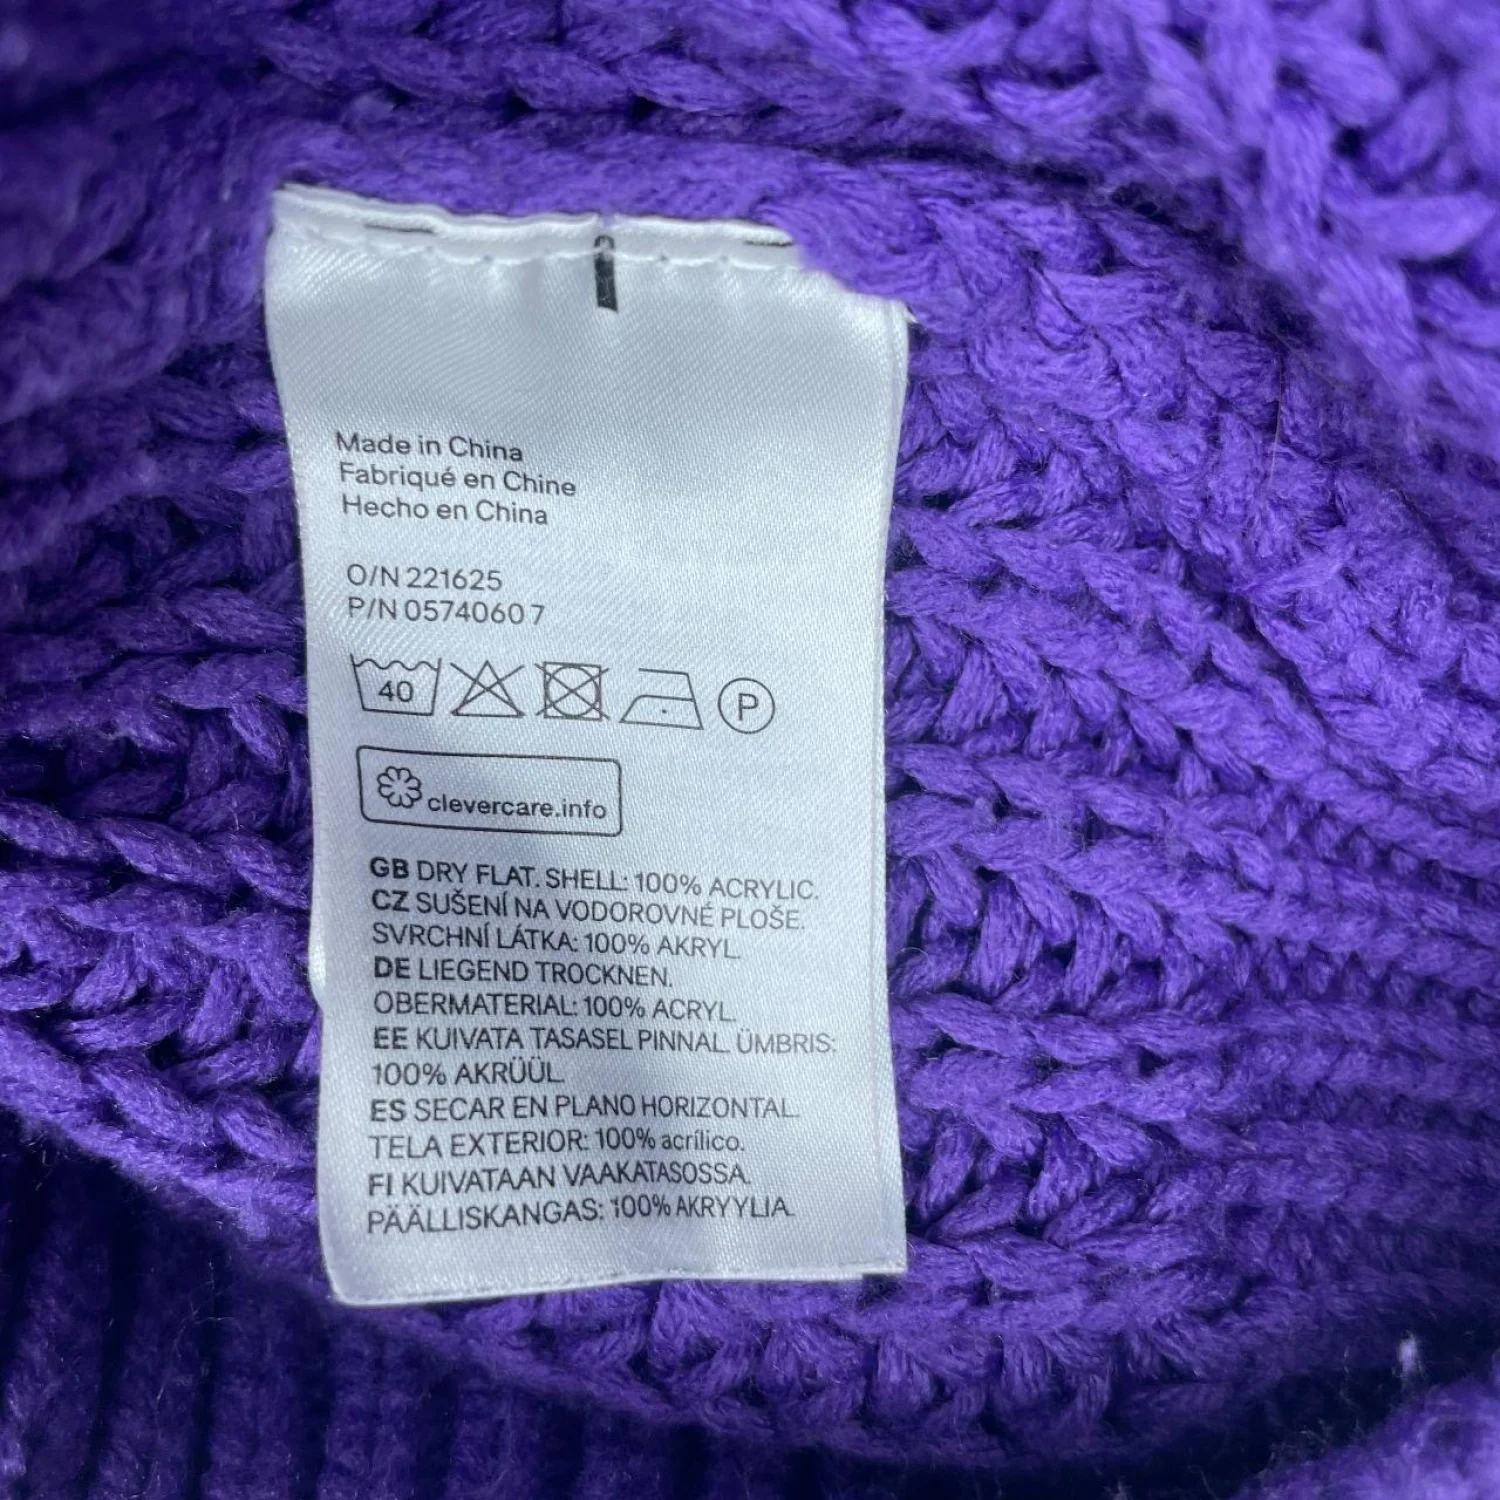 Made in China
Fabriqué en Chine
Hecho en China
O/N 221625
P/N 0574060 7
40
P
clevercare.info
GB DRY FLAT. SHELL: 100% ACRYLIC.
CZ SUŠENÍ NA VODOROVNÉ PLOŠE.
SVRCHNÍ LÁTKA: 100% AKRYL.
DE LIEGEND TROCKNEN.
OBERMATERIAL: 100% ACRYL.
EE KUIVATA TASASEL PINNAL. ÜMBRIS:
100% AKRÜÜL.
ES SECAR EN PLANO HORIZONTAL.
TELA EXTERIOR: 100% acrílico.
FI KUIVATAAN VAAKATASOSSA.
PÄÄLLISKANGAS: 100% AKRYYLIA.